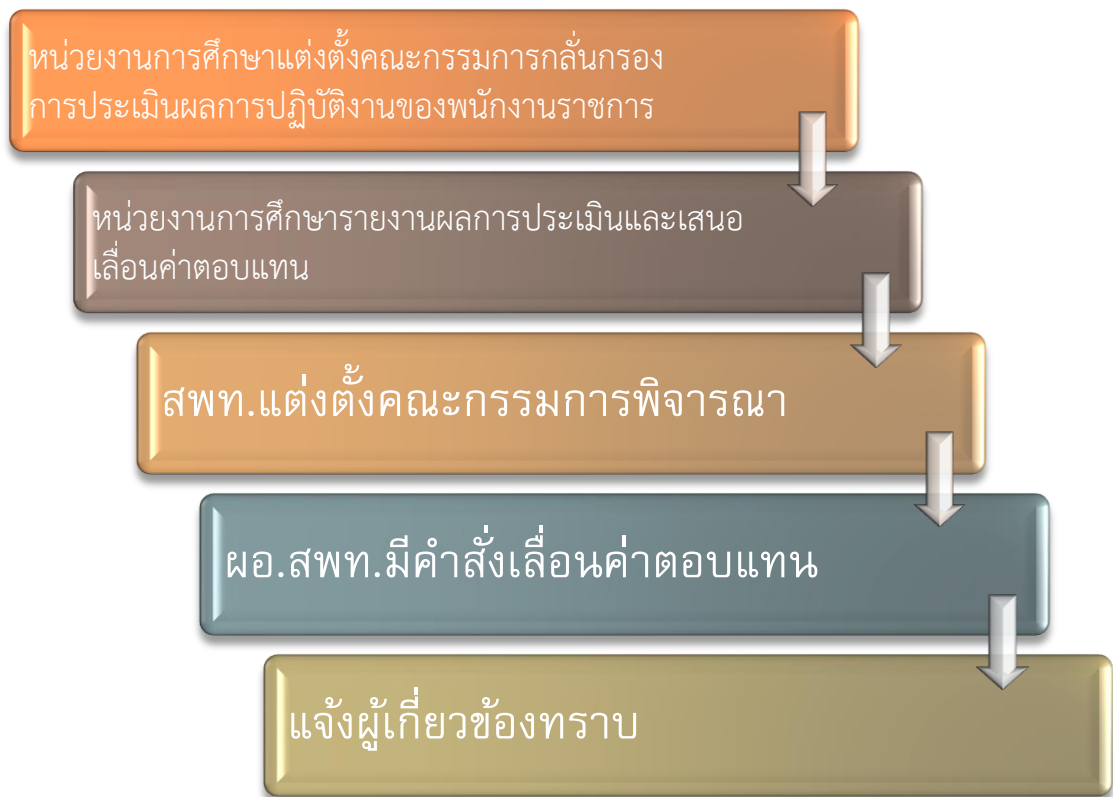 หน่วยงานการศึกษาแต่งตั้งคณะกรรมการกลั่นกรอง
การประเมินผลการปฏิบัติงานของพนักงานราชการ
หน่วยงานการศึกษารายงานผลการประเมินและเสนอ
เลื่อนค่าตอบแทน
สพท.แต่งตั้งคณะกรรมการพิจารณา
ผอ.สพท.มีคำสั่งเลื่อนค่าตอบแทน
แจ้งผู้เกี่ยวข้องทราบ